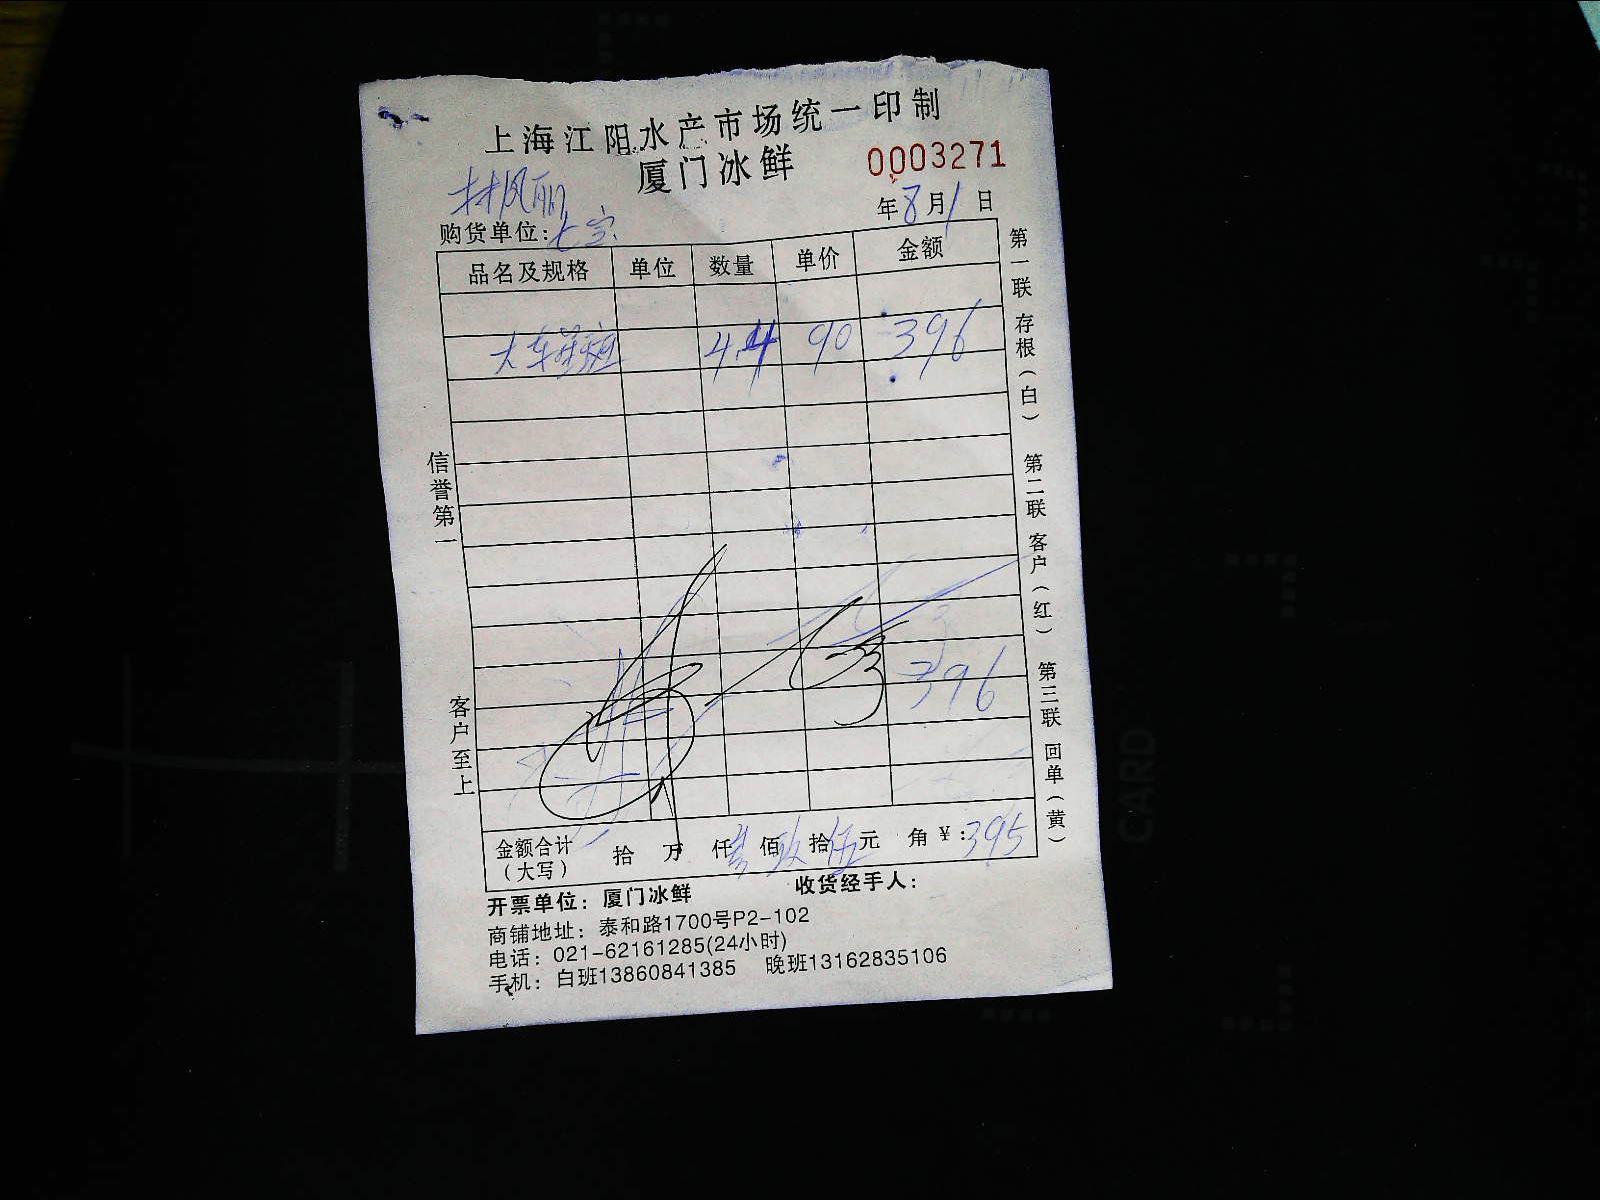 上海江阳水产市场统一印制
厦门冰鲜
0003271
林凤丽
年8月1日
购货单位:七宝
品名及规格 单位 数量 单价 金额
大 4.4 90 396
396
金额合计(大写) 拾 万 仟 叁佰 玖拾 伍元 角 ¥:395
开票单位: 厦门冰鲜 收货经手人:
商铺地址: 泰和路1700号P2-102
电话: 021-62161285(24小时)
手机: 白班13860841385 晚班13162835106
信誉第一
客户至上
第一联 存根(白) 第二联 客户(红) 第三联 回单(黄)
CARD